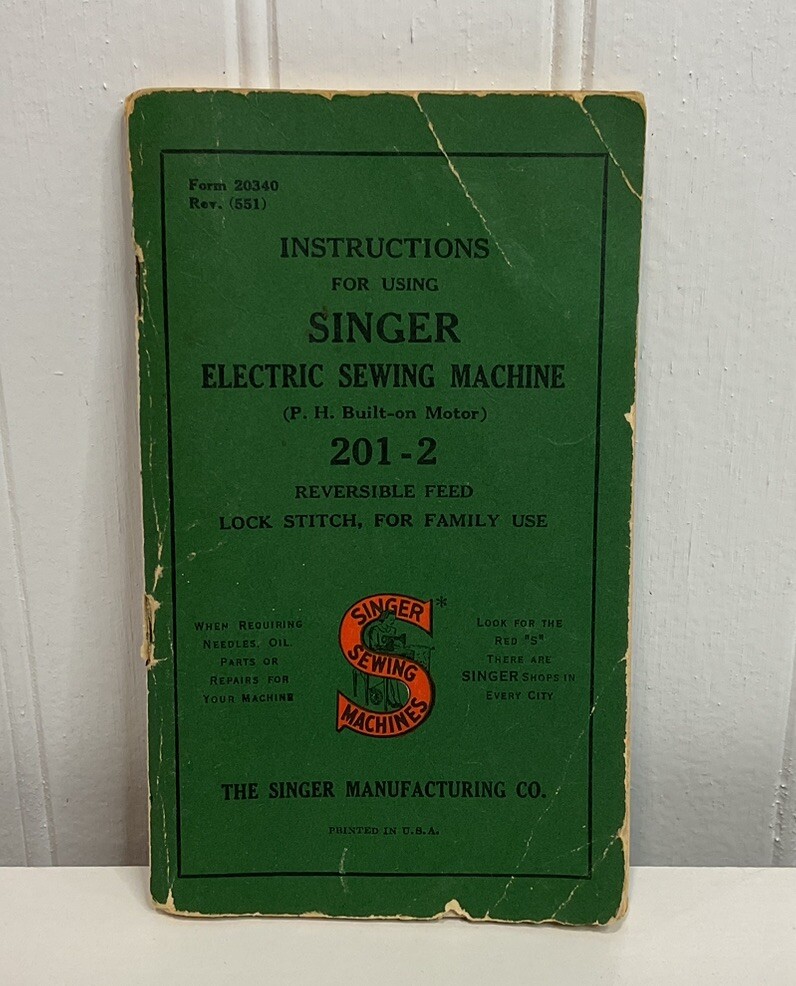 Form 20340
Rev. (551)
INSTRUCTIONS
FOR USING
SINGER
ELECTRIC SEWING MACHINE
(P. H. Built-on Motor)
201-2
REVERSIBLE FEED
LOCK STITCH, FOR FAMILY USE
WHEN REQUIRING
NEEDLES, OIL
PARTS OR
REPAIRS FOR
YOUR MACHINE
SINGER*
SEWING
MACHINES
LOOK FOR THE
RED "S"
THERE ARE
SINGER SHOPS IN
EVERY CITY
THE SINGER MANUFACTURING CO.
PRINTED IN U.S.A.